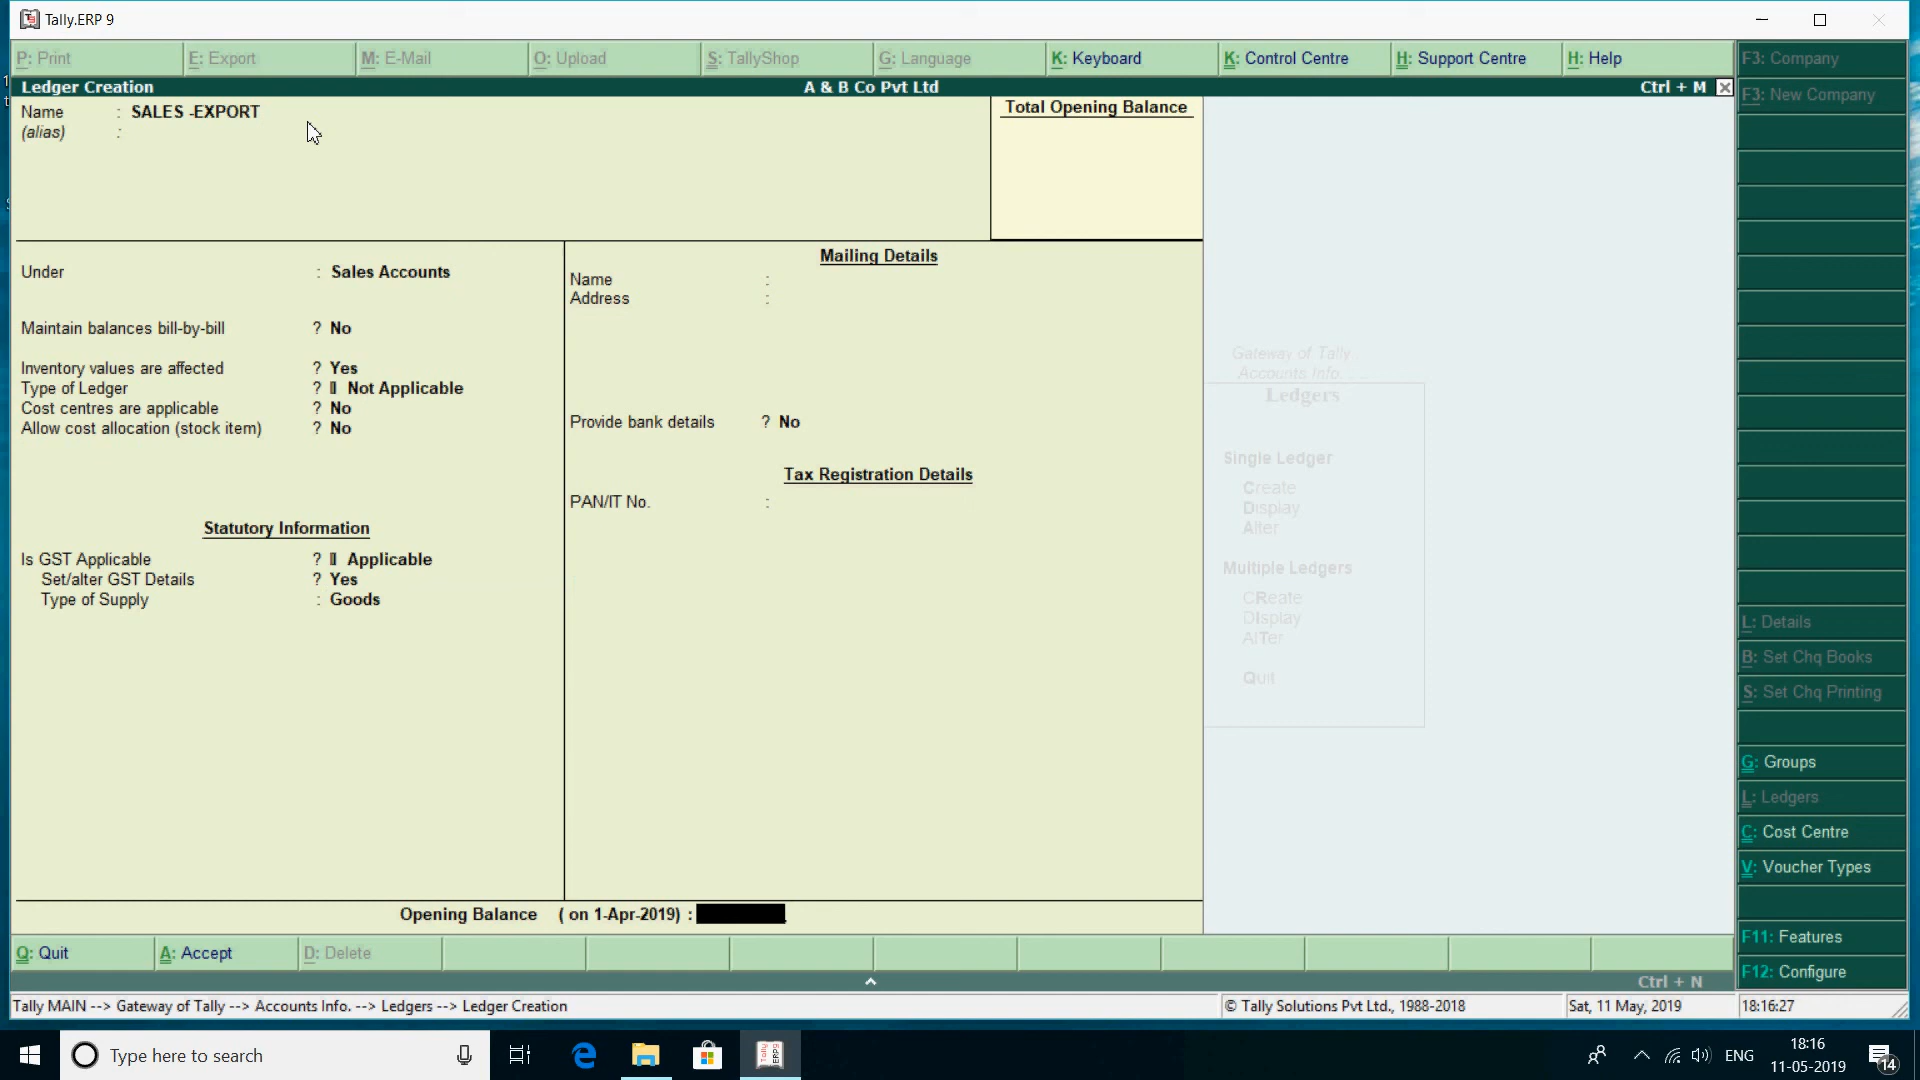 Tally.ERP 9
P: Print E: Export M: E-Mail O: Upload S: TallyShop G: Language K: Keyboard K: Control Centre H: Support Centre H: Help
Ledger Creation A & B Co Pvt Ltd Ctrl + M
Name : SALES -EXPORT
(alias) :
Total Opening Balance
Under : Sales Accounts
Maintain balances bill-by-bill ? No
Inventory values are affected ? Yes
Type of Ledger ? Not Applicable
Cost centres are applicable ? No
Allow cost allocation (stock item) ? No
Statutory Information
Is GST Applicable ? Applicable
Set/alter GST Details ? Yes
Type of Supply : Goods
Mailing Details
Name :
Address :
Provide bank details ? No
Tax Registration Details
PAN/IT No. :
Opening Balance ( on 1-Apr-2019) :
Gateway of Tally
Accounts Info.
Ledgers
Single Ledger
Create
Display
Alter
Multiple Ledgers
CReate
DIsplay
AlTer
Quit
F3: Company
F3: New Company
L: Details
B: Set Chq Books
S: Set Chq Printing
G: Groups
L: Ledgers
C: Cost Centre
V: Voucher Types
F11: Features
F12: Configure
Q: Quit A: Accept D: Delete
Ctrl + N
Tally MAIN --> Gateway of Tally --> Accounts Info. --> Ledgers --> Ledger Creation © Tally Solutions Pvt Ltd., 1988-2018 Sat, 11 May, 2019 18:16:27
Type here to search
ENG
18:16
11-05-2019
14